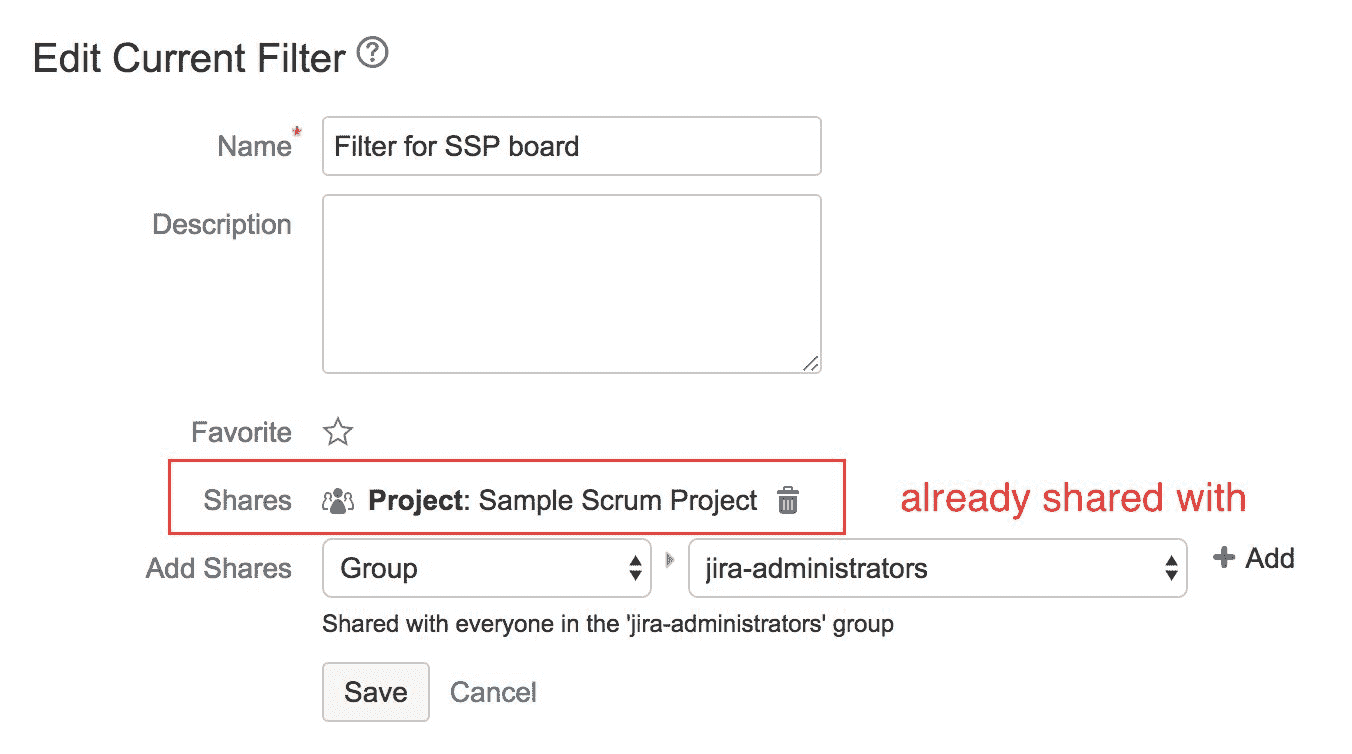 Edit Current Filter ?
Name*
Filter for SSP board
Description
Favorite
Shares Project: Sample Scrum Project
already shared with
Add Shares Group jira-administrators + Add
Shared with everyone in the 'jira-administrators' group
Save Cancel